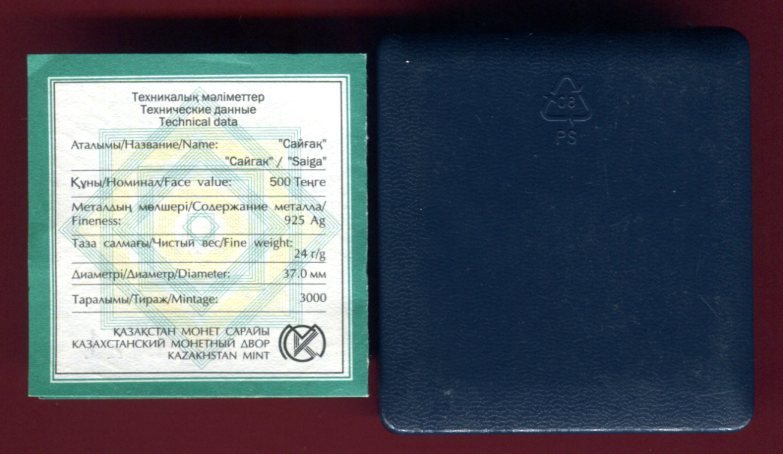 Техникалық мәліметтер
Технические данные
Technical data
Аталымы/Название/Name: "Сайғақ"
"Сайгак" / "Saiga"
Құны/Номинал/Face value: 500 Теңге
Металдың мөлшері/Содержание металла/
Fineness: 925 Ag
Таза салмағы/Чистый вес/Fine weight:
24 г/g
Диаметрі/Диаметр/Diameter: 37.0 мм
Таралымы/Тираж/Mintage: 3000
ҚАЗАҚСТАН МОНЕТ САРАЙЫ
КАЗАХСТАНСКИЙ МОНЕТНЫЙ ДВОР
KAZAKHSTAN MINT
PS